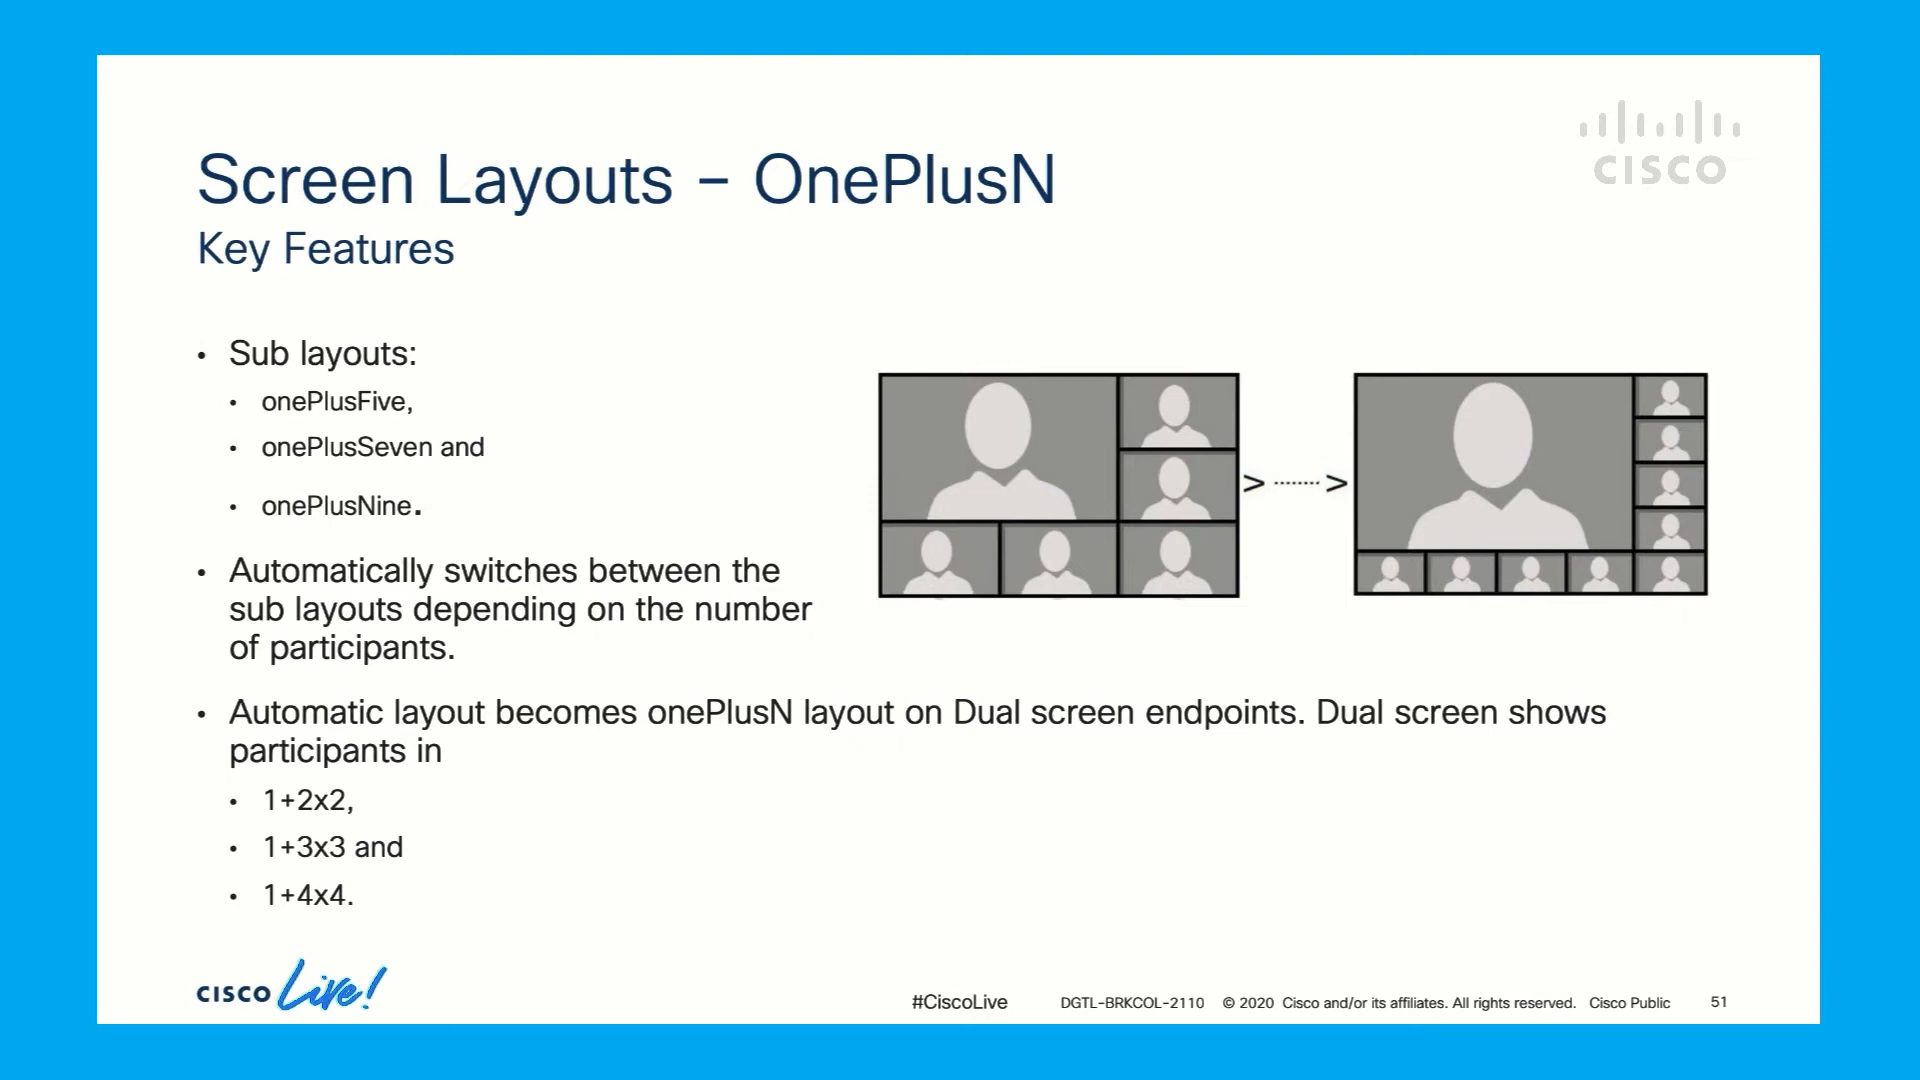 CISCO
Screen Layouts – OnePlusN
Key Features
• Sub layouts:
• onePlusFive,
• onePlusSeven and
• onePlusNine.
• Automatically switches between the
sub layouts depending on the number
of participants.
> ........ >
• Automatic layout becomes onePlusN layout on Dual screen endpoints. Dual screen shows
participants in
• 1+2x2,
• 1+3x3 and
• 1+4x4.
CISCO Live!
#CiscoLive DGTL-BRKCOL-2110 © 2020 Cisco and/or its affiliates. All rights reserved. Cisco Public 51